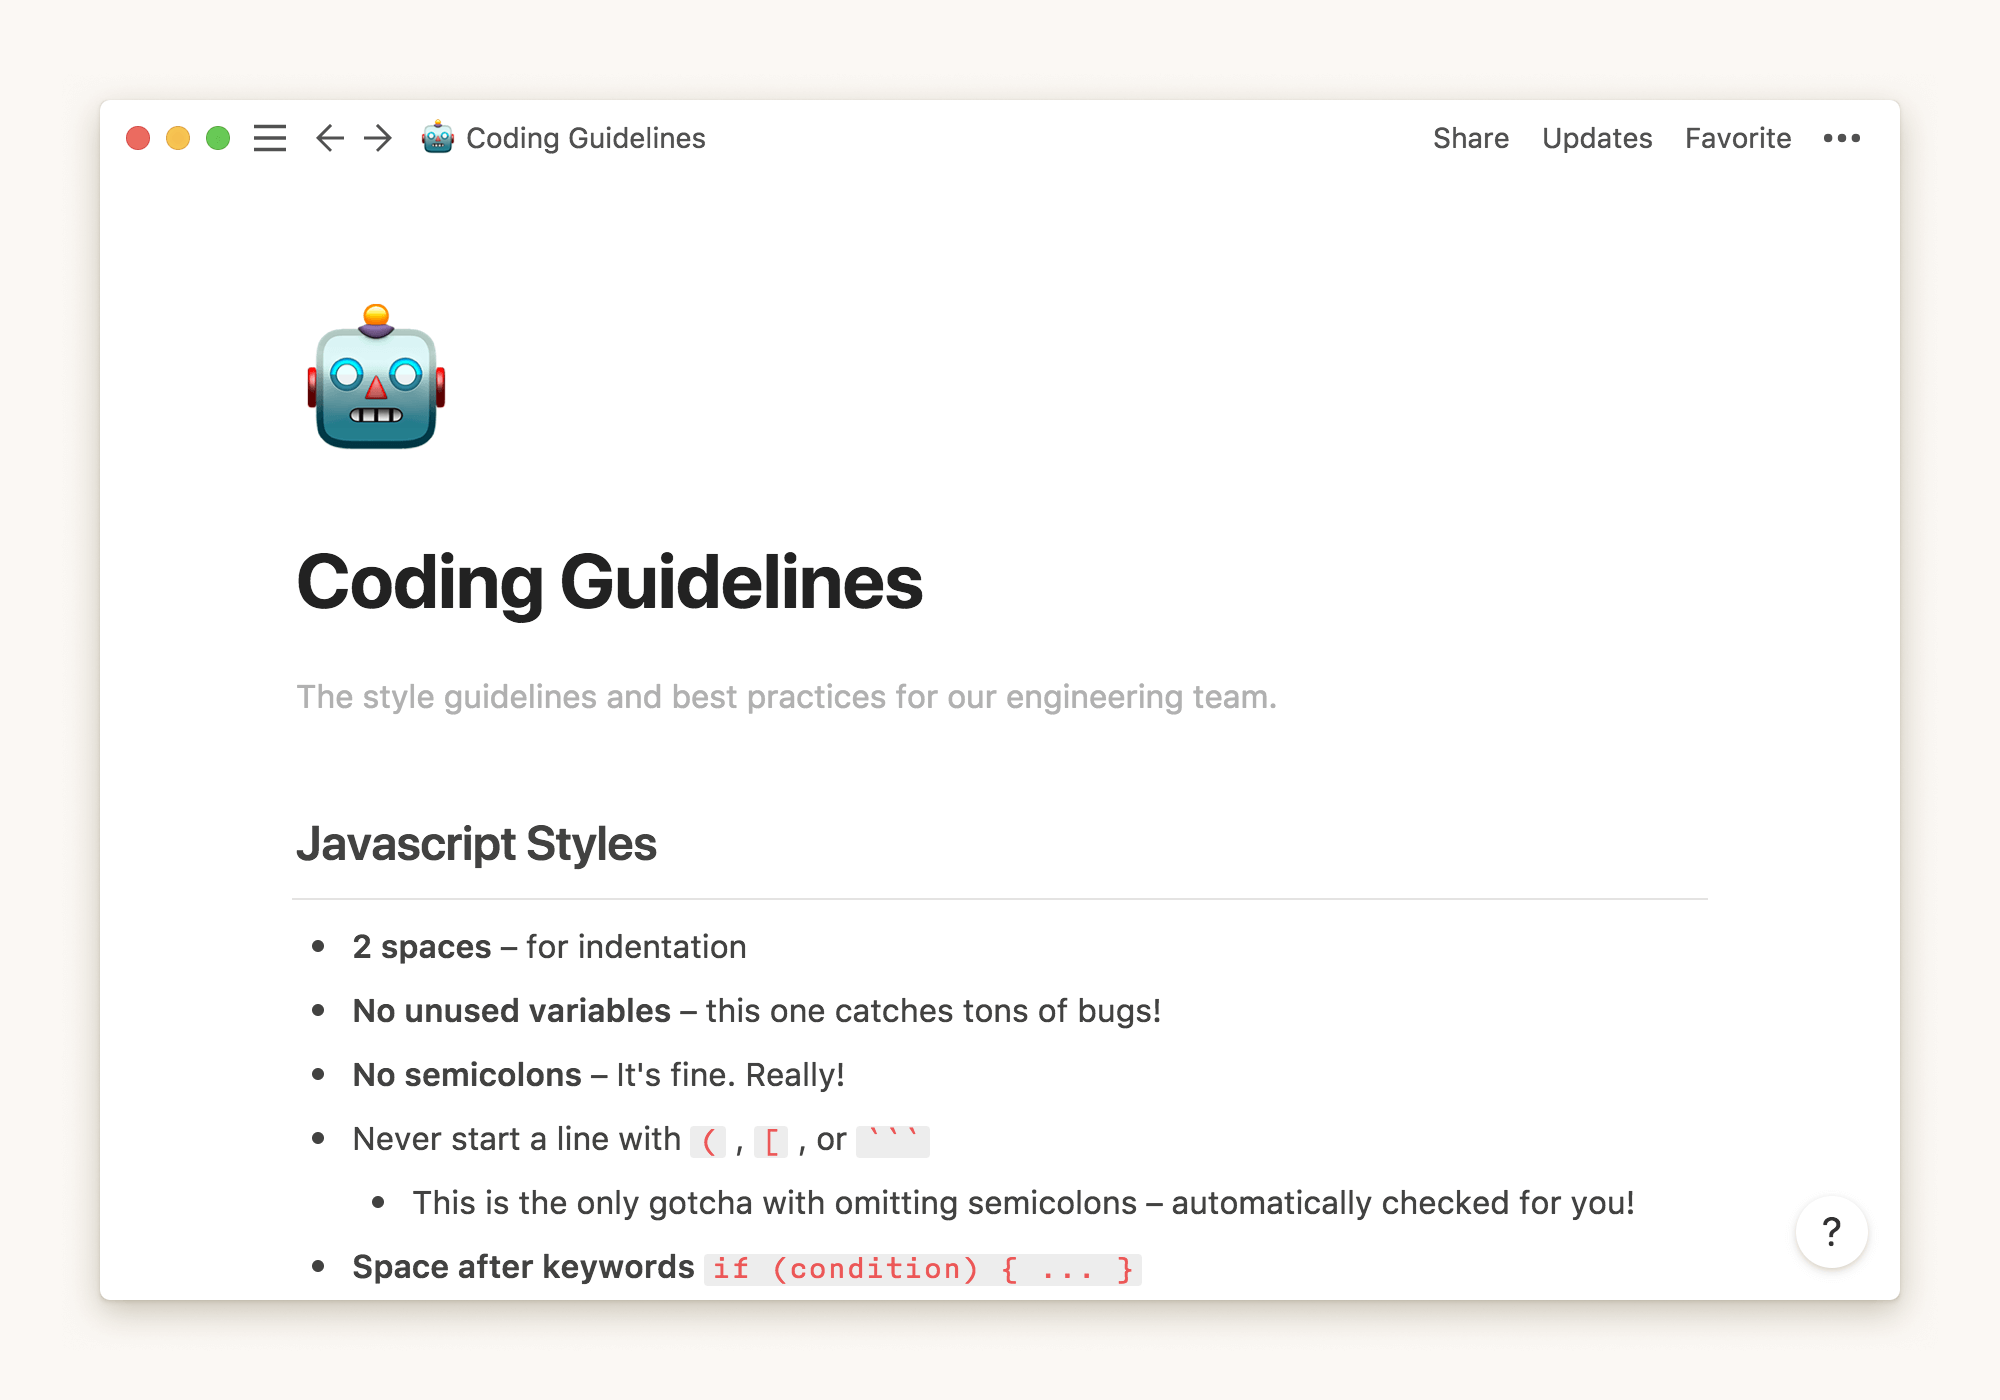 Coding Guidelines
Share Updates Favorite •••
Coding Guidelines
The style guidelines and best practices for our engineering team.
Javascript Styles
• 2 spaces – for indentation
• No unused variables – this one catches tons of bugs!
• No semicolons – It's fine. Really!
• Never start a line with ( , [ , or ```
• This is the only gotcha with omitting semicolons – automatically checked for you!
• Space after keywords if (condition) { ... }
?